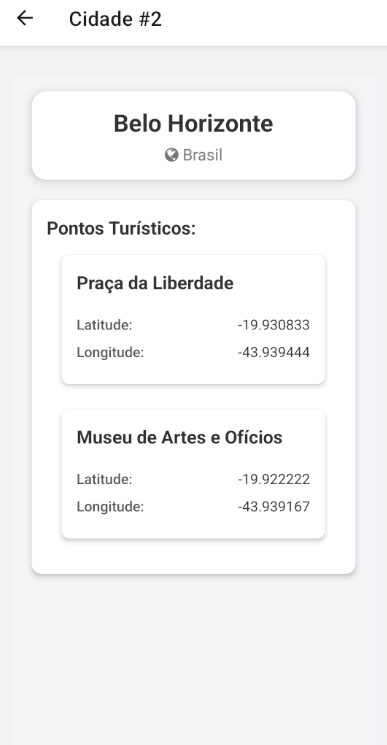 Cidade #2
Belo Horizonte
Brasil
Pontos Turísticos:
Praça da Liberdade
Latitude: -19.930833
Longitude: -43.939444
Museu de Artes e Ofícios
Latitude: -19.922222
Longitude: -43.939167